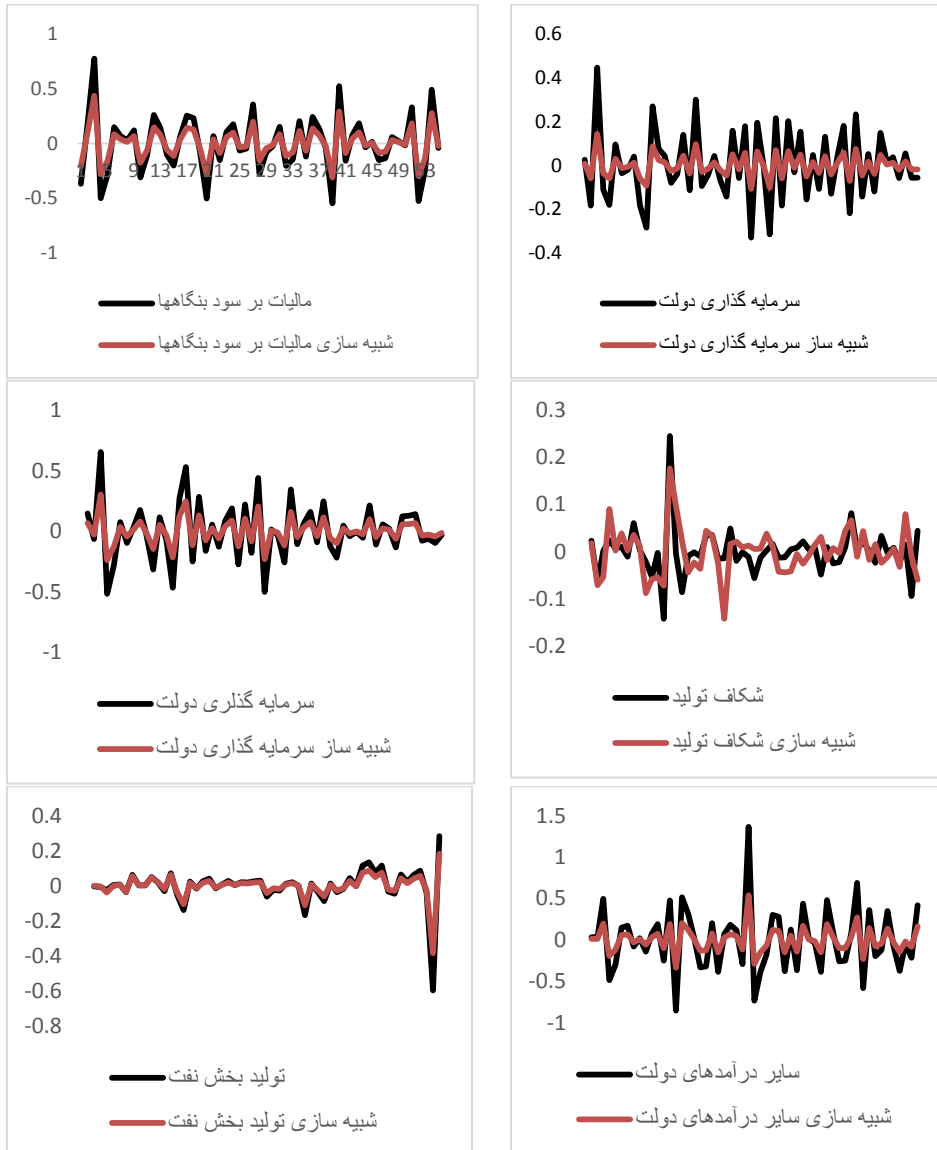 1
0.5
0
-0.5
-1
1 5 9 13 17 21 25 29 33 37 41 45 49 53
مالیات بر سود بنگاهها
شبیه سازی مالیات بر سود بنگاهها
0.6
0.4
0.2
0
-0.2
-0.4
سرمایه گذاری دولت
شبیه ساز سرمایه گذاری دولت
1
0.5
0
-0.5
-1
سرمایه گذلری دولت
شبیه ساز سرمایه گذاری دولت
0.3
0.2
0.1
0
-0.1
-0.2
شکاف تولید
شبیه سازی شکاف تولید
0.4
0.2
0
-0.2
-0.4
-0.6
-0.8
تولید بخش نفت
شبیه سازی تولید بخش نفت
1.5
1
0.5
0
-0.5
-1
سایر درآمدهای دولت
شبیه سازی سایر درآمدهای دولت